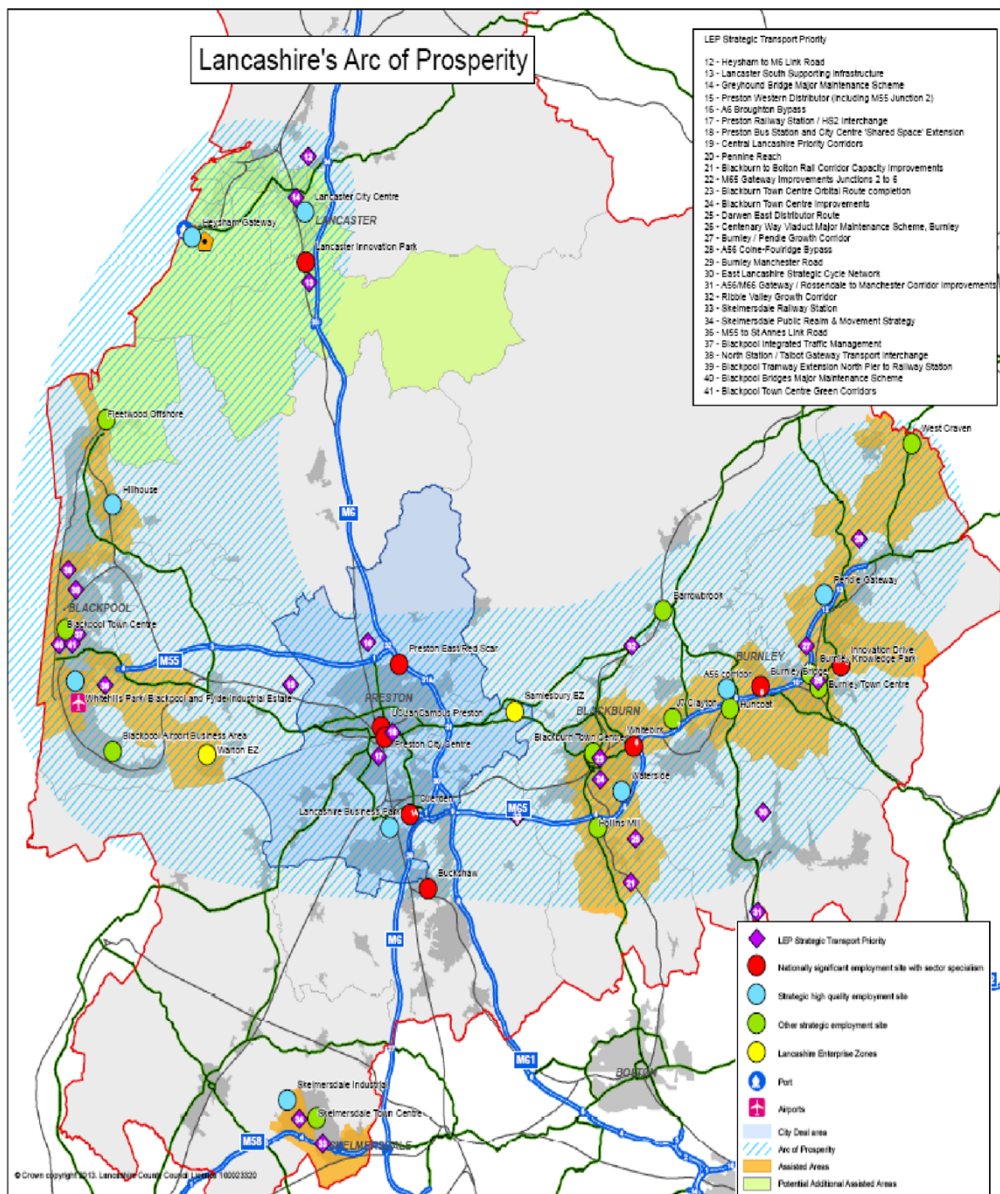 Lancashire's Arc of Prosperity
LEP Strategic Transport Priority
12 - Heysham to M6 Link Road
13 - Lancaster South Supporting Infrastructure
14 - Greyhound Bridge Major Maintenance Scheme
15 - Preston Western Distributor (including M55 Junction 2)
16 - A6 Broughton Bypass
17 - Preston Railway Station / HS2 Interchange
18 - Preston Bus Station and City Centre 'Shared Space' Extension
19 - Central Lancashire Priority Corridors
20 - Pennine Reach
21 - Blackburn to Bolton Rail Corridor Capacity Improvements
22 - M65 Gateway Improvements Junctions 2 to 6
23 - Blackburn Town Centre Orbital Route completion
24 - Blackburn Town Centre Improvements
25 - Darwen East Distributor Route
26 - Centenary Way Viaduct Major Maintenance Scheme, Burnley
27 - Burnley / Pendle Growth Corridor
28 - A56 Colne-Foulridge Bypass
29 - Burnley Manchester Road
30 - East Lancashire Strategic Cycle Network
31 - A56/M66 Gateway / Rossendale to Manchester Corridor Improvements
32 - Ribble Valley Growth Corridor
33 - Skelmersdale Railway Station
34 - Skelmersdale Public Realm & Movement Strategy
36 - M55 to St Annes Link Road
37 - Blackpool Integrated Traffic Management
38 - North Station / Talbot Gateway Transport Interchange
39 - Blackpool Tramway Extension North Pier to Railway Station
40 - Blackpool Bridges Major Maintenance Scheme
41 - Blackpool Town Centre Green Corridors
Lancaster City Centre
LANCASTER
Heysham Gateway
Lancaster Innovation Park
Fleetwood Offshore
West Craven
Hillhouse
M6
Pendle Gateway
Barrowbrook
BLACKPOOL
Blackpool Town Centre
M55
Preston East/Red Scar
31A
Innovation Drive
BURNLEY
Burnley Knowledge Park
Burnley Bridge
A56 corridor
Burnley Town Centre
Whitehills Park/ Blackpool and Fylde Industrial Estate
PRESTON
Samlesbury EZ
Huncoat
J7 Clayton
BLACKBURN
UCLanCampus Preston
Preston City Centre
Whitebirk
Blackburn Town Centre
Blackpool Airport Business Area
Warton EZ
Waterside
Cuerden
Lancashire Business Park
M65
Hollins Mill
Buckshaw
M6
M61
BOLTON
Skelmersdale Industrial
Skelmersdale Town Centre
SKELMERSDALE
M58
© Crown copyright 2013. Lancashire County Council Licence 100023320
LEP Strategic Transport Priority
Nationally significant employment site with sector specialism
Strategic high quality employment site
Other strategic employment site
Lancashire Enterprise Zones
Port
Airports
City Deal area
Arc of Prosperity
Assisted Areas
Potential Additional Assisted Areas